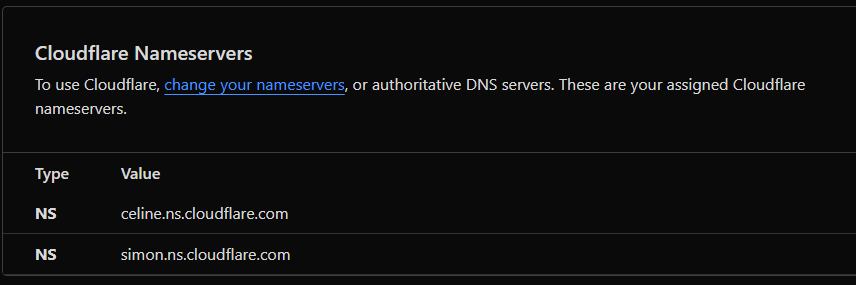 Cloudflare Nameservers
To use Cloudflare, change your nameservers, or authoritative DNS servers. These are your assigned Cloudflare
nameservers.
Type Value
NS celine.ns.cloudflare.com
NS simon.ns.cloudflare.com